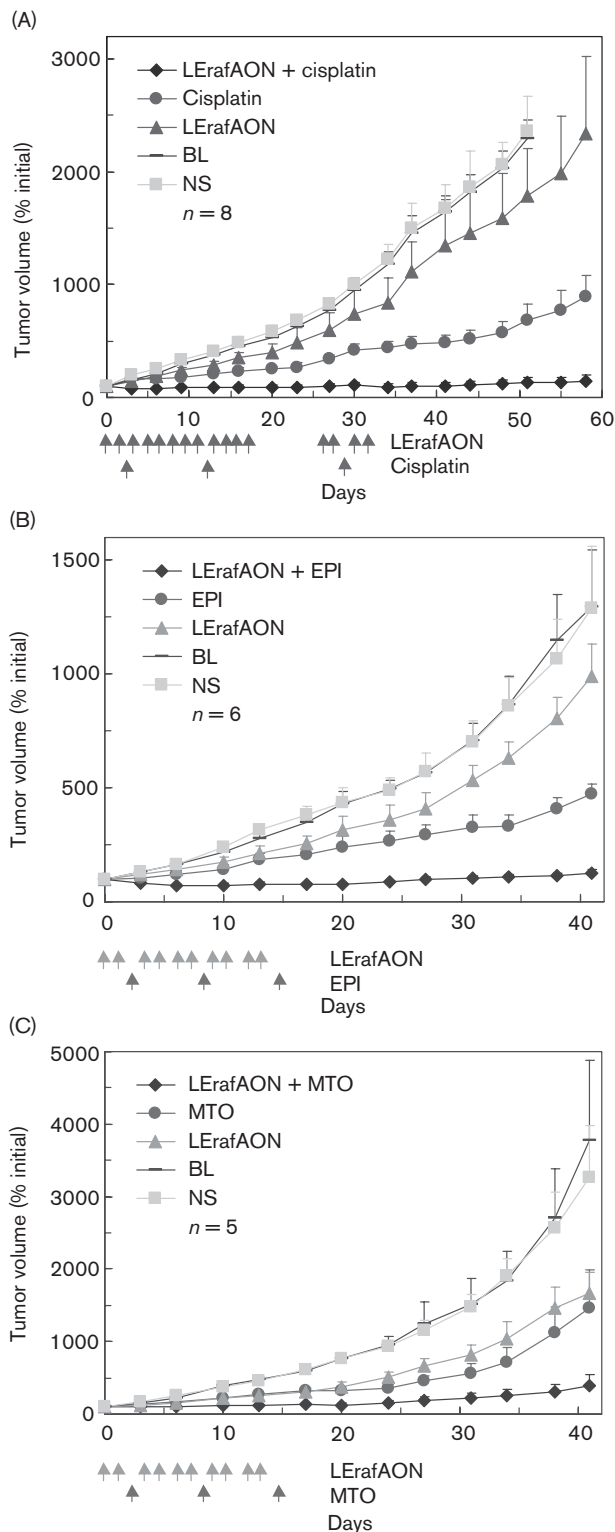 (A)
3000
2000
1000
0
Tumor volume (% initial)
LErafAON + cisplatin
Cisplatin
LErafAON
BL
NS
n = 8
0 10 20 30 40 50 60
LErafAON
Cisplatin
Days
(B)
1500
1000
500
0
Tumor volume (% initial)
LErafAON + EPI
EPI
LErafAON
BL
NS
n = 6
0 10 20 30 40
LErafAON
EPI
Days
(C)
5000
4000
3000
2000
1000
0
Tumor volume (% initial)
LErafAON + MTO
MTO
LErafAON
BL
NS
n = 5
0 10 20 30 40
LErafAON
MTO
Days